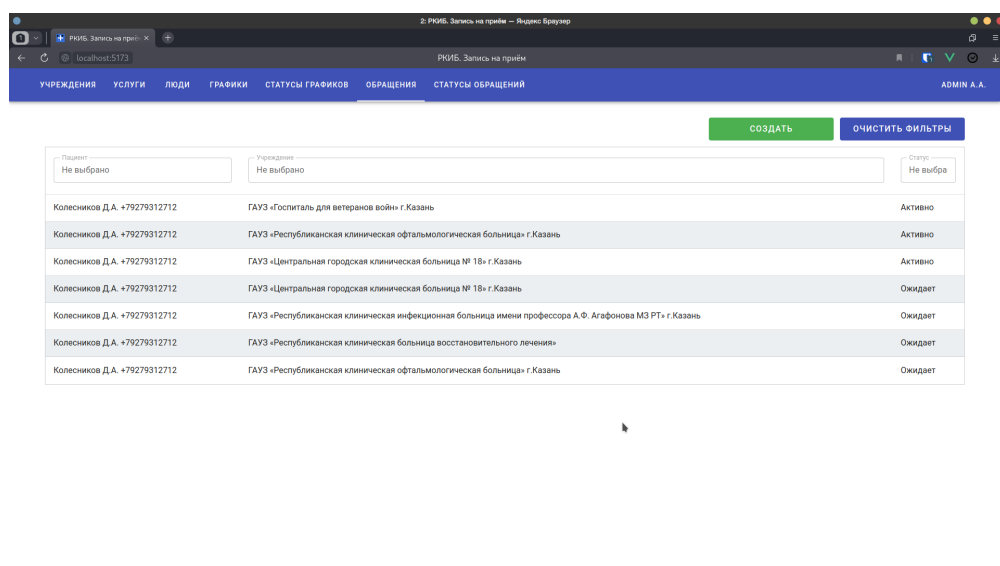 2: РКИБ. Запись на приём — Яндекс Браузер
1 РКИБ. Запись на приё
localhost:5173 РКИБ. Запись на приём
УЧРЕЖДЕНИЯ УСЛУГИ ЛЮДИ ГРАФИКИ СТАТУСЫ ГРАФИКОВ ОБРАЩЕНИЯ СТАТУСЫ ОБРАЩЕНИЙ ADMIN A.A.
СОЗДАТЬ ОЧИСТИТЬ ФИЛЬТРЫ
Пациент Учреждение Статус
Не выбрано Не выбрано Не выбра
Колесников Д.А. +79279312712 ГАУЗ «Госпиталь для ветеранов войн» г.Казань Активно
Колесников Д.А. +79279312712 ГАУЗ «Республиканская клиническая офтальмологическая больница» г.Казань Активно
Колесников Д.А. +79279312712 ГАУЗ «Центральная городская клиническая больница № 18» г.Казань Активно
Колесников Д.А. +79279312712 ГАУЗ «Центральная городская клиническая больница № 18» г.Казань Ожидает
Колесников Д.А. +79279312712 ГАУЗ «Республиканская клиническая инфекционная больница имени профессора А.Ф. Агафонова МЗ РТ» г.Казань Ожидает
Колесников Д.А. +79279312712 ГАУЗ «Республиканская клиническая больница восстановительного лечения» Ожидает
Колесников Д.А. +79279312712 ГАУЗ «Республиканская клиническая офтальмологическая больница» г.Казань Ожидает